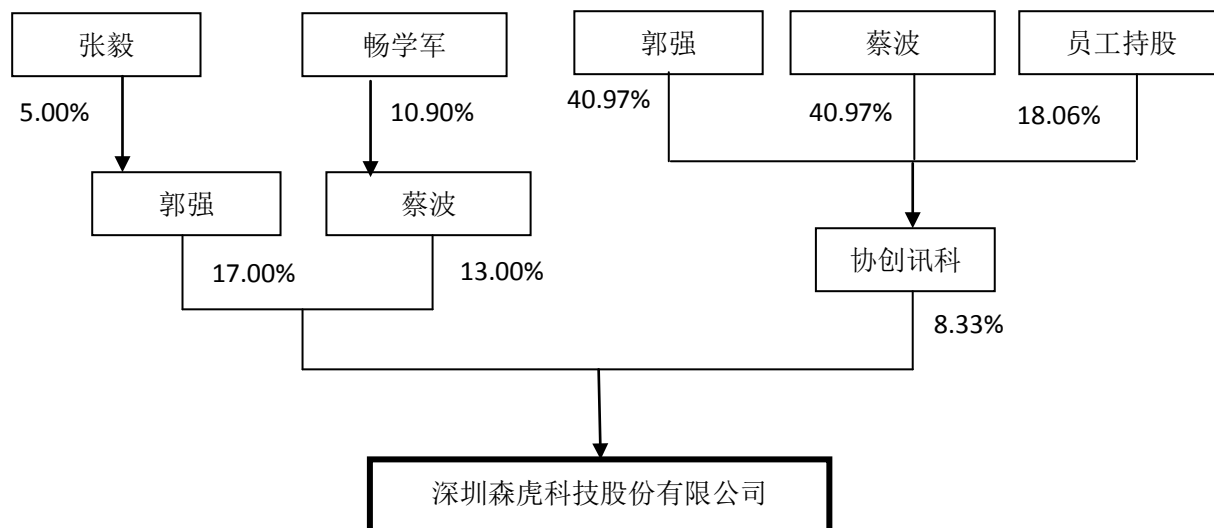 张毅
畅学军
郭强
蔡波
员工持股
5.00%
10.90%
40.97%
40.97%
18.06%
郭强
蔡波
协创讯科
17.00%
13.00%
8.33%
深圳森虎科技股份有限公司